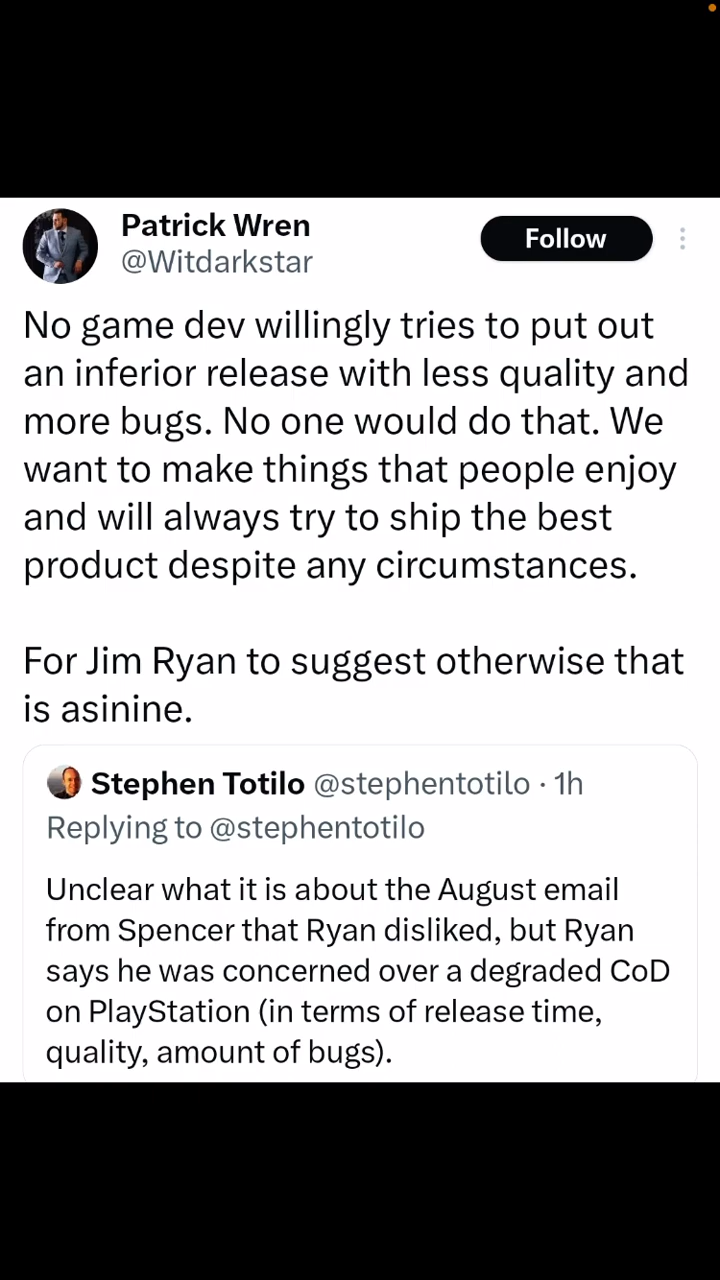 Patrick Wren
@Witdarkstar
Follow
No game dev willingly tries to put out
an inferior release with less quality and
more bugs. No one would do that. We
want to make things that people enjoy
and will always try to ship the best
product despite any circumstances.
For Jim Ryan to suggest otherwise that
is asinine.
Stephen Totilo @stephentotilo · 1h
Replying to @stephentotilo
Unclear what it is about the August email
from Spencer that Ryan disliked, but Ryan
says he was concerned over a degraded CoD
on PlayStation (in terms of release time,
quality, amount of bugs).